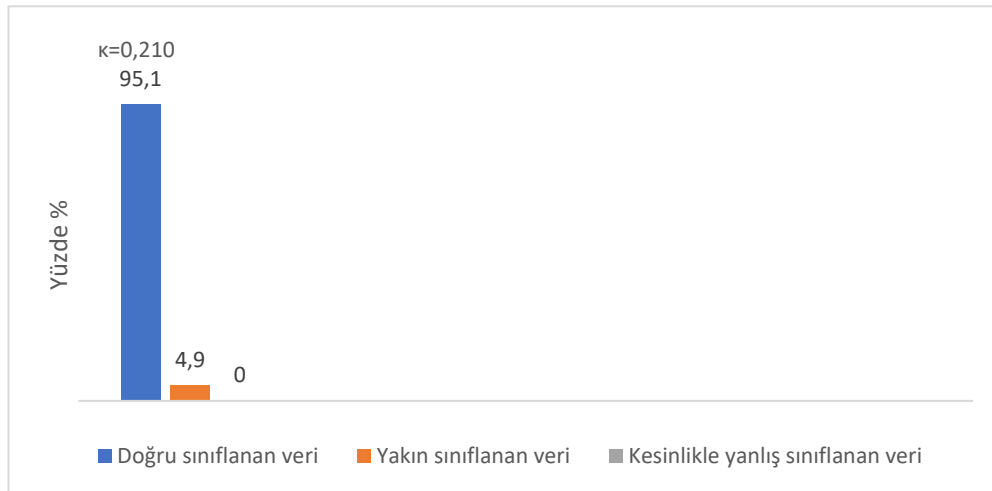 κ=0,210
95,1
4,9
0
Yüzde %
Doğru sınıflanan veri
Yakın sınıflanan veri
Kesinlikle yanlış sınıflanan veri